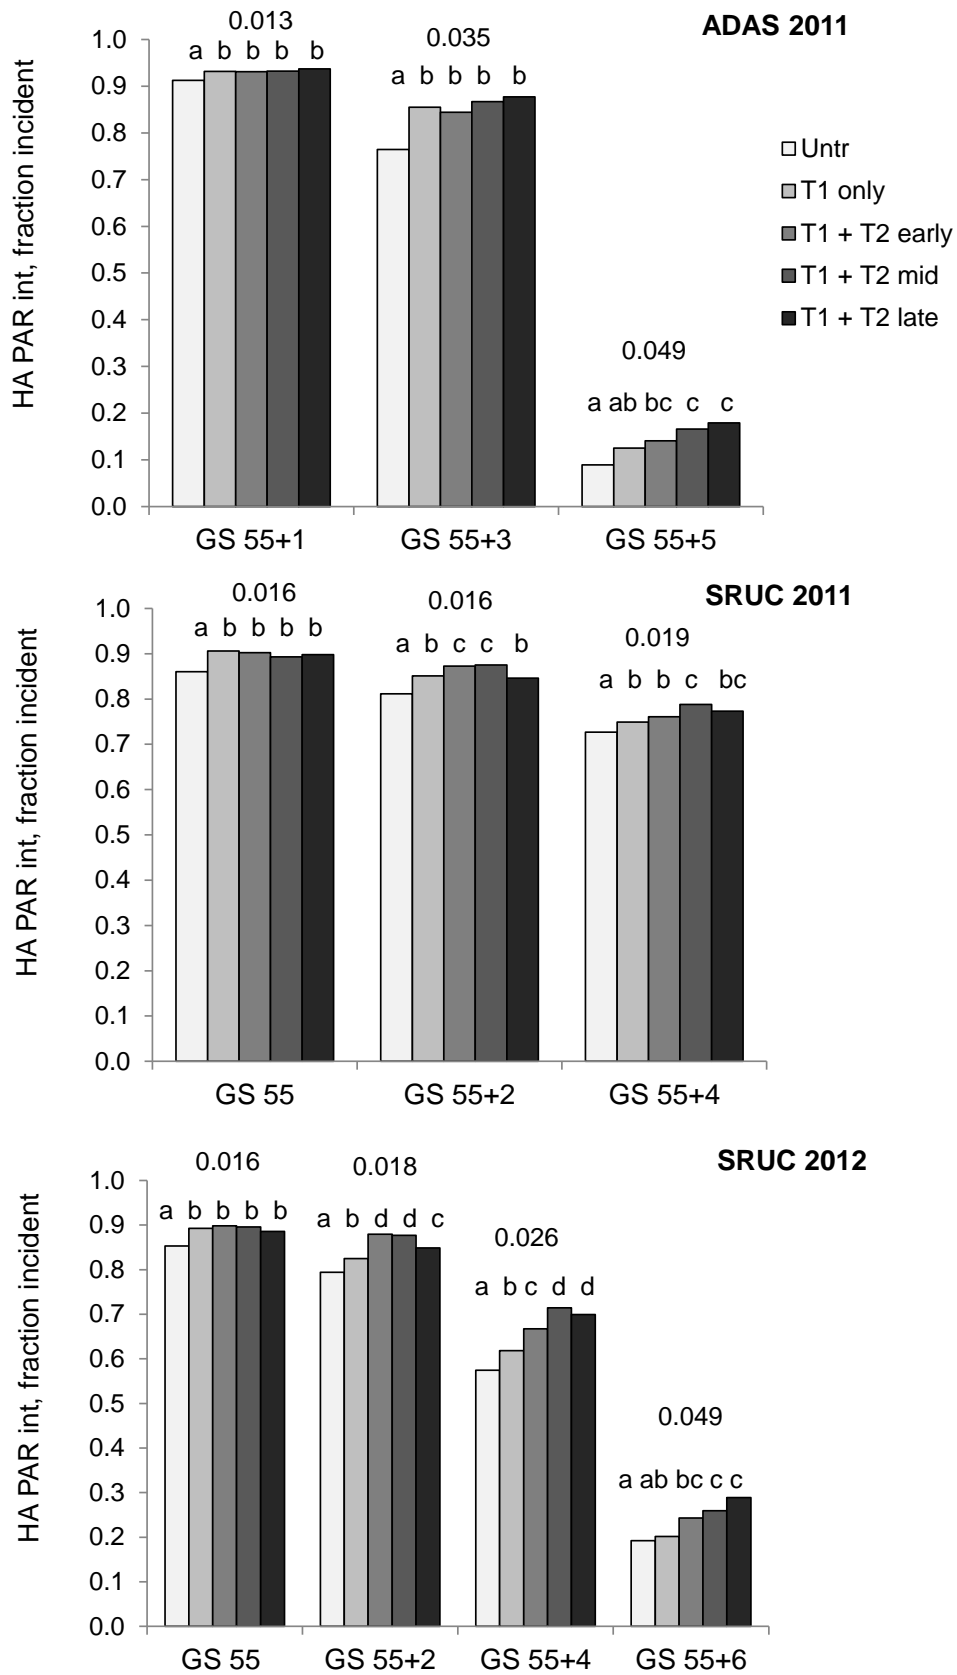 ADAS 2011
HA PAR int, fraction incident
1.0
0.9
0.8
0.7
0.6
0.5
0.4
0.3
0.2
0.1
0.0
0.013
a b b b b
0.035
a b b b b
0.049
a ab bc c c
GS 55+1 GS 55+3 GS 55+5
Untr
T1 only
T1 + T2 early
T1 + T2 mid
T1 + T2 late
SRUC 2011
HA PAR int, fraction incident
1.0
0.9
0.8
0.7
0.6
0.5
0.4
0.3
0.2
0.1
0.0
0.016
a b b b b
0.016
a b c c b
0.019
a b b c bc
GS 55 GS 55+2 GS 55+4
SRUC 2012
HA PAR int, fraction incident
1.0
0.9
0.8
0.7
0.6
0.5
0.4
0.3
0.2
0.1
0.0
0.016
a b b b b
0.018
a b d d c
0.026
a b c d d
0.049
a ab bc c c
GS 55 GS 55+2 GS 55+4 GS 55+6